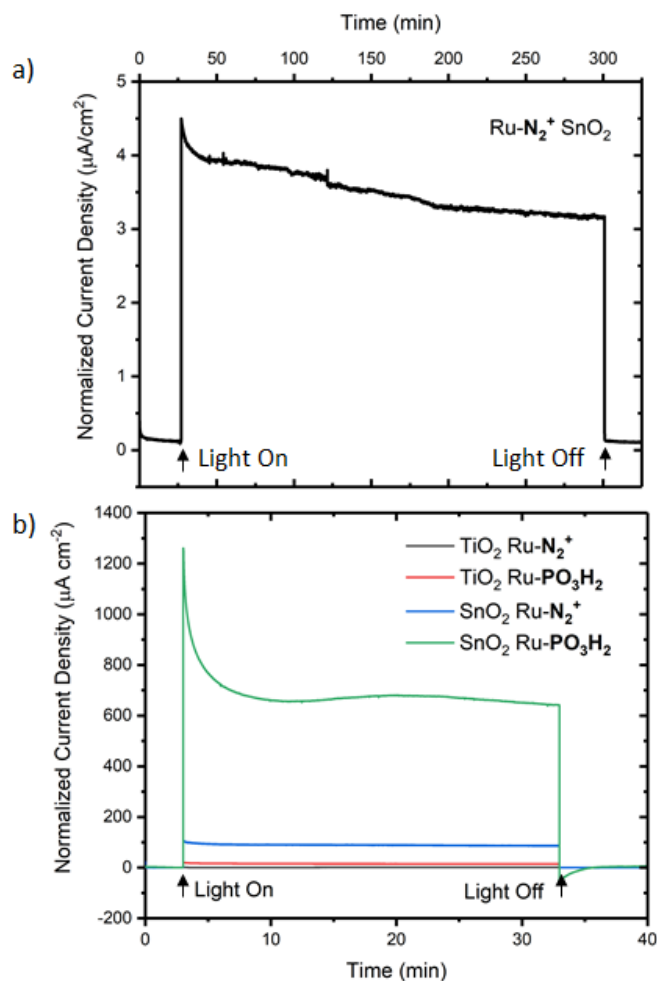 Time (min)
a)
0 50 100 150 200 250 300
Normalized Current Density (µA/cm²)
5
4
3
2
1
0
Ru-N₂⁺ SnO₂
Light On
Light Off
b)
Normalized Current Density (µA cm⁻²)
1400
1200
1000
800
600
400
200
0
-200
TiO₂ Ru-N₂⁺
TiO₂ Ru-PO₃H₂
SnO₂ Ru-N₂⁺
SnO₂ Ru-PO₃H₂
Light On
Light Off
0 10 20 30 40
Time (min)